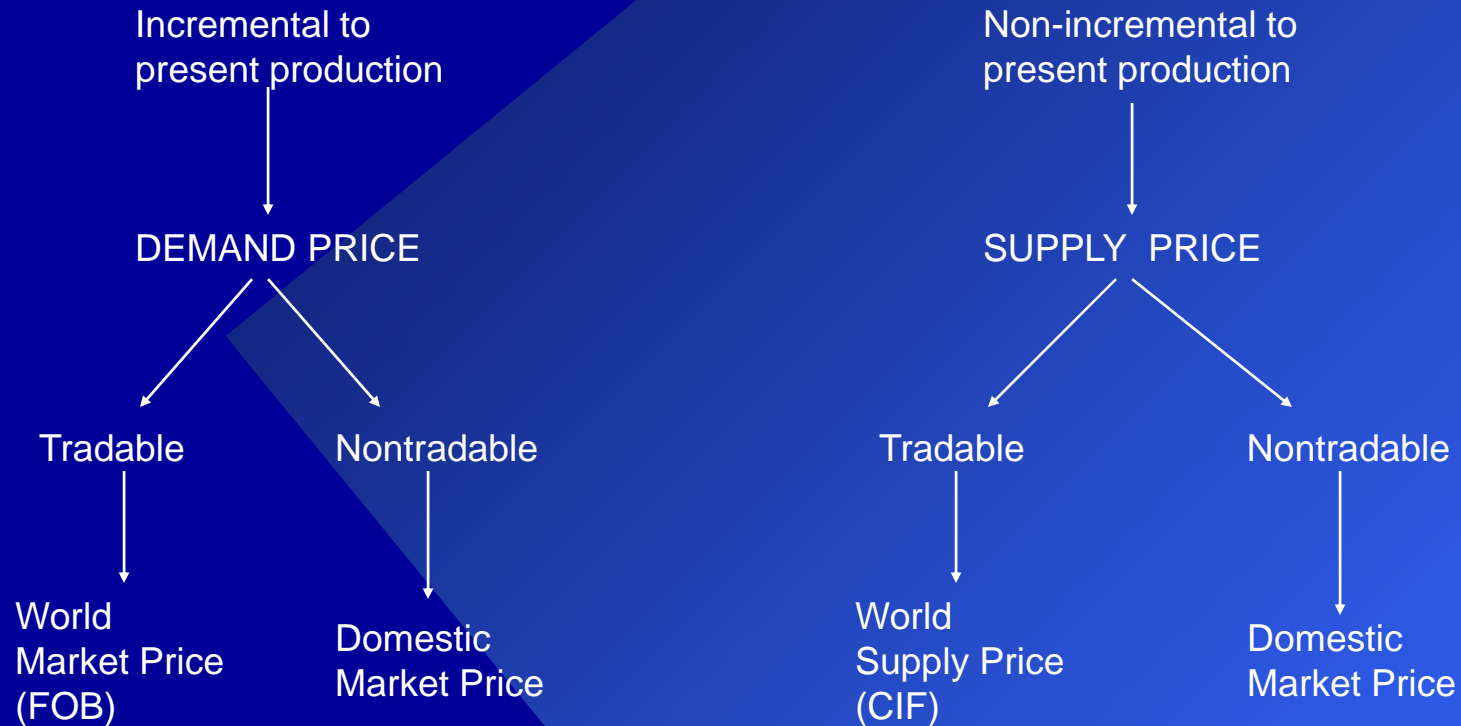 Incremental to
present production
Non-incremental to
present production
DEMAND PRICE
SUPPLY PRICE
Tradable
Nontradable
Tradable
Nontradable
World
Market Price
(FOB)
Domestic
Market Price
World
Supply Price
(CIF)
Domestic
Market Price